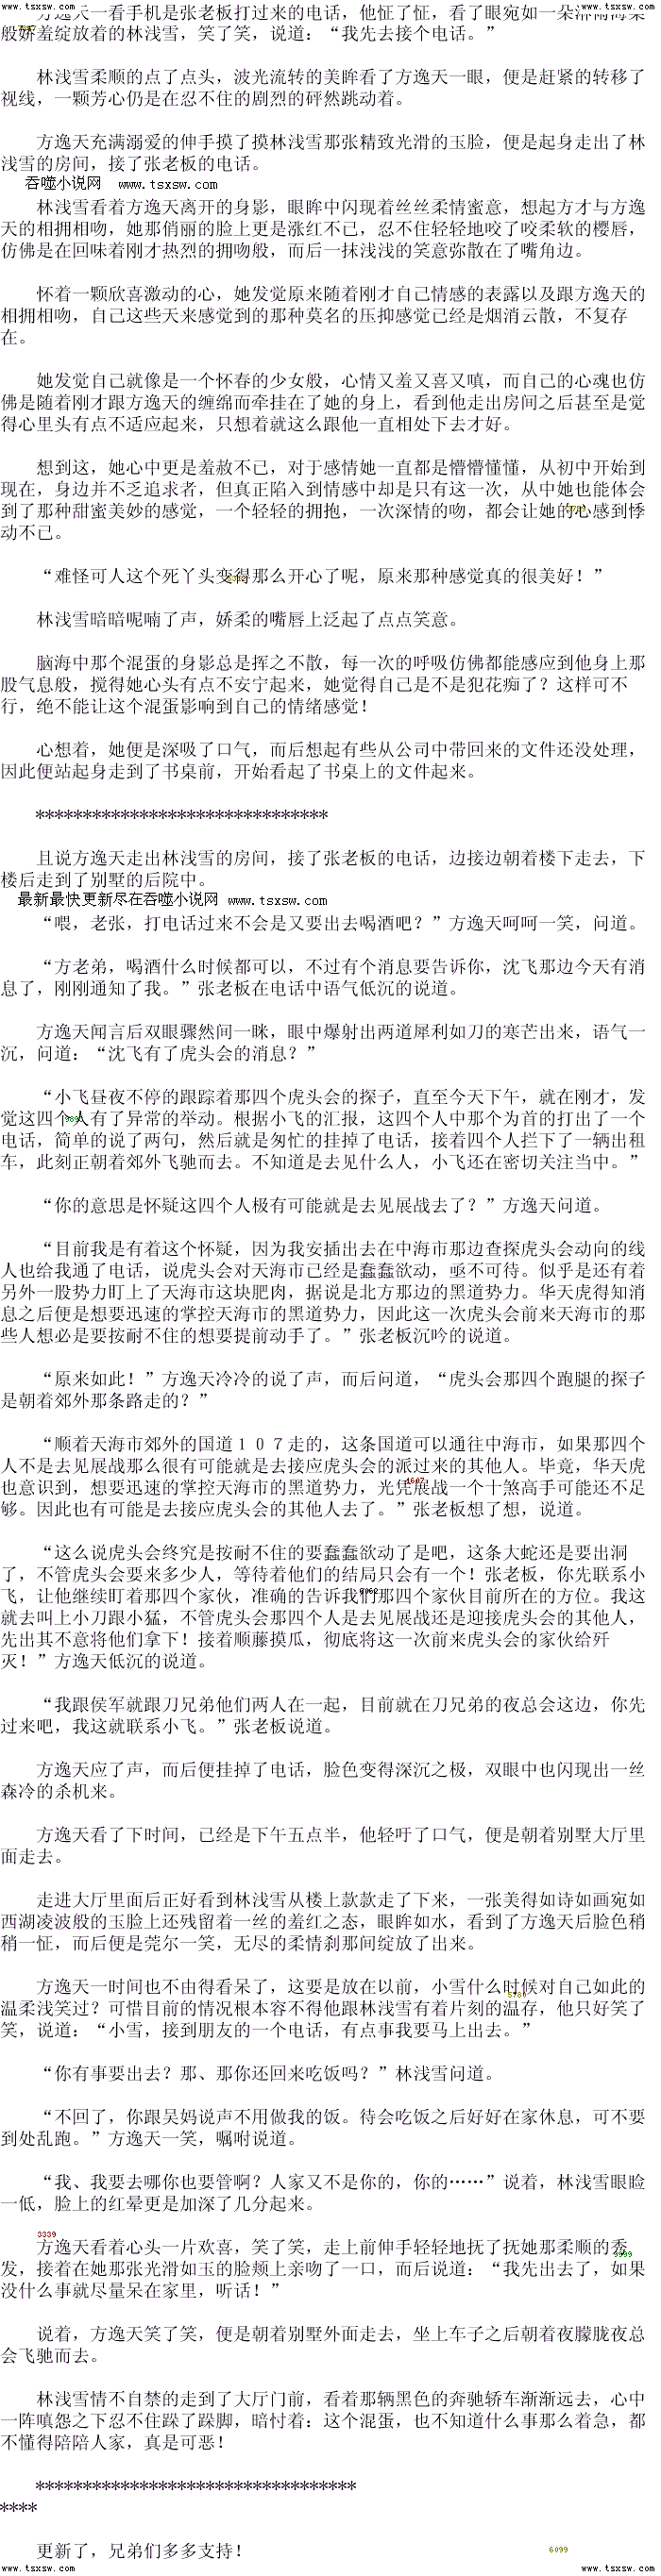 www.tsxsw.com www.tsxsw.com
方逸天一看手机是张老板打过来的电话，他怔了怔，看了眼宛如一朵
般娇羞绽放着的林浅雪，笑了笑，说道：“我先去接个电话。”
林浅雪柔顺的点了点头，波光流转的美眸看了方逸天一眼，便是赶紧的转移了
视线，一颗芳心仍是在忍不住的剧烈的砰然跳动着。
方逸天充满溺爱的伸手摸了摸林浅雪那张精致光滑的玉脸，便是起身走出了林
浅雪的房间，接了张老板的电话。
吞噬小说网 www.tsxsw.com
林浅雪看着方逸天离开的身影，眼眸中闪现着丝丝柔情蜜意，想起方才与方逸
天的相拥相吻，她那俏丽的脸上更是涨红不已，忍不住轻轻地咬了咬柔软的樱唇，
仿佛是在回味着刚才热烈的拥吻般，而后一抹浅浅的笑意弥散在了嘴角边。
怀着一颗欣喜激动的心，她发觉原来随着刚才自己情感的表露以及跟方逸天的
相拥相吻，自己这些天来感觉到的那种莫名的压抑感觉已经是烟消云散，不复存
在。
她发觉自己就像是一个怀春的少女般，心情又羞又喜又嗔，而自己的心魂也仿
佛是随着刚才跟方逸天的缠绵而牵挂在了她的身上，看到他走出房间之后甚至是觉
得心里头有点不适应起来，只想着就这么跟他一直相处下去才好。
想到这，她心中更是羞赧不已，对于感情她一直都是懵懵懂懂，从初中开始到
现在，身边并不乏追求者，但真正陷入到情感中却是只有这一次，从中她也能体会
到了那种甜蜜美妙的感觉，一个轻轻的拥抱，一次深情的吻，都会让她的心感到悸
动不已。
“难怪可人这个死丫头变得那么开心了呢，原来那种感觉真的很美好！”
林浅雪暗暗呢喃了声，娇柔的嘴唇上泛起了点点笑意。
脑海中那个混蛋的身影总是挥之不散，每一次的呼吸仿佛都能感应到他身上那
股气息般，搅得她心头有点不安宁起来，她觉得自己是不是犯花痴了？这样可不
行，绝不能让这个混蛋影响到自己的情绪感觉！
心想着，她便是深吸了口气，而后想起有些从公司中带回来的文件还没处理，
因此便站起身走到了书桌前，开始看起了书桌上的文件起来。
*******************************
且说方逸天走出林浅雪的房间，接了张老板的电话，边接边朝着楼下走去，下
楼后走到了别墅的后院中。
最新最快更新尽在吞噬小说网 www.tsxsw.com
“喂，老张，打电话过来不会是又要出去喝酒吧？”方逸天呵呵一笑，问道。
“方老弟，喝酒什么时候都可以，不过有个消息要告诉你，沈飞那边今天有消
息了，刚刚通知了我。”张老板在电话中语气低沉的说道。
方逸天闻言后双眼骤然间一眯，眼中爆射出两道犀利如刀的寒芒出来，语气一
沉，问道：“沈飞有了虎头会的消息？”
“小飞昼夜不停的跟踪着那四个虎头会的探子，直至今天下午，就在刚才，发
觉这四个人有了异常的举动。根据小飞的汇报，这四个人中那个为首的打出了一个
电话，简单的说了两句，然后就是匆忙的挂掉了电话，接着四个人拦下了一辆出租
车，此刻正朝着郊外飞驰而去。不知道是去见什么人，小飞还在密切关注当中。”
“你的意思是怀疑这四个人极有可能就是去见展战去了？”方逸天问道。
“目前我是有着这个怀疑，因为我安插出去在中海市那边查探虎头会动向的线
人也给我通了电话，说虎头会对天海市已经是蠢蠢欲动，亟不可待。似乎是还有着
另外一股势力盯上了天海市这块肥肉，据说是北方那边的黑道势力。华天虎得知消
息之后便是想要迅速的掌控天海市的黑道势力，因此这一次虎头会前来天海市的那
些人想必是要按耐不住的想要提前动手了。”张老板沉吟的说道。
“原来如此！”方逸天冷冷的说了声，而后问道，“虎头会那四个跑腿的探子
是朝着郊外那条路走的？”
“顺着天海市郊外的国道１０７走的，这条国道可以通往中海市，如果那四个
人不是去见展战那么很有可能就是去接应虎头会的派过来的其他人。毕竟，华天虎
也意识到，想要迅速的掌控天海市的黑道势力，光凭展战一个十煞高手可能还不足
够。因此也有可能是去接应虎头会的其他人去了。”张老板想了想，说道。
“这么说虎头会终究是按耐不住的要蠢蠢欲动了是吧，这条大蛇还是要出洞
了，不管虎头会要来多少人，等待着他们的结局只会有一个！张老板，你先联系小
飞，让他继续盯着那四个家伙，准确的告诉我们那四个家伙目前所在的方位。我这
就去叫上小刀跟小猛，不管虎头会那四个人是去见展战还是迎接虎头会的其他人，
先出其不意将他们拿下！接着顺藤摸瓜，彻底将这一次前来虎头会的家伙给歼
灭！”方逸天低沉的说道。
“我跟侯军就跟刀兄弟他们两人在一起，目前就在刀兄弟的夜总会这边，你先
过来吧，我这就联系小飞。”张老板说道。
方逸天应了声，而后便挂掉了电话，脸色变得深沉之极，双眼中也闪现出一丝
森冷的杀机来。
方逸天看了下时间，已经是下午五点半，他轻吁了口气，便是朝着别墅大厅里
面走去。
走进大厅里面后正好看到林浅雪从楼上款款走了下来，一张美得如诗如画宛如
西湖凌波般的玉脸上还残留着一丝的羞红之态，眼眸如水，看到了方逸天后脸色稍
稍一怔，而后便是莞尔一笑，无尽的柔情刹那间绽放了出来。
方逸天一时间也不由得看呆了，这要是放在以前，小雪什么时候对自己如此的
温柔浅笑过？可惜目前的情况根本容不得他跟林浅雪有着片刻的温存，他只好笑了
笑，说道：“小雪，接到朋友的一个电话，有点事我要马上出去。”
“你有事要出去？那、那你还回来吃饭吗？”林浅雪问道。
“不回了，你跟吴妈说声不用做我的饭。待会吃饭之后好好在家休息，可不要
到处乱跑。”方逸天一笑，嘱咐说道。
“我、我要去哪你也要管啊？人家又不是你的，你的……”说着，林浅雪眼睑
一低，脸上的红晕更是加深了几分起来。
3339
方逸天看着心头一片欢喜，笑了笑，走上前伸手轻轻地抚了抚她那柔顺的秀
发，接着在她那张光滑如玉的脸颊上亲吻了一口，而后说道：“我先出去了，如果
没什么事就尽量呆在家里，听话！”
说着，方逸天笑了笑，便是朝着别墅外面走去，坐上车子之后朝着夜朦胧夜总
会飞驰而去。
林浅雪情不自禁的走到了大厅门前，看着那辆黑色的奔驰轿车渐渐远去，心中
一阵嗔怨之下忍不住跺了跺脚，暗忖着：这个混蛋，也不知道什么事那么着急，都
不懂得陪陪人家，真是可恶！
**********************************
****
更新了，兄弟们多多支持！
6099
www.tsxsw.com www.tsxsw.com